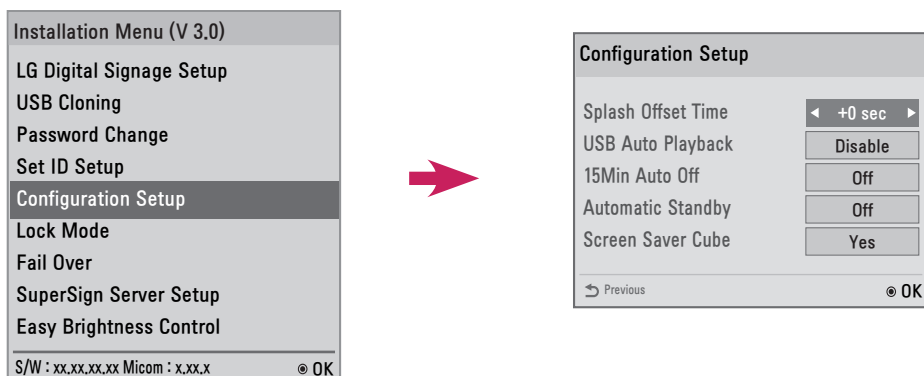 Installation Menu (V 3.0)
LG Digital Signage Setup
USB Cloning
Password Change
Set ID Setup
Configuration Setup
Lock Mode
Fail Over
SuperSign Server Setup
Easy Brightness Control
S/W : xx.xx.xx.xx Micom : x.xx.x ◉ OK
Configuration Setup
Splash Offset Time ◀ +0 sec ▶
USB Auto Playback Disable
15Min Auto Off Off
Automatic Standby Off
Screen Saver Cube Yes
Previous ◉ OK